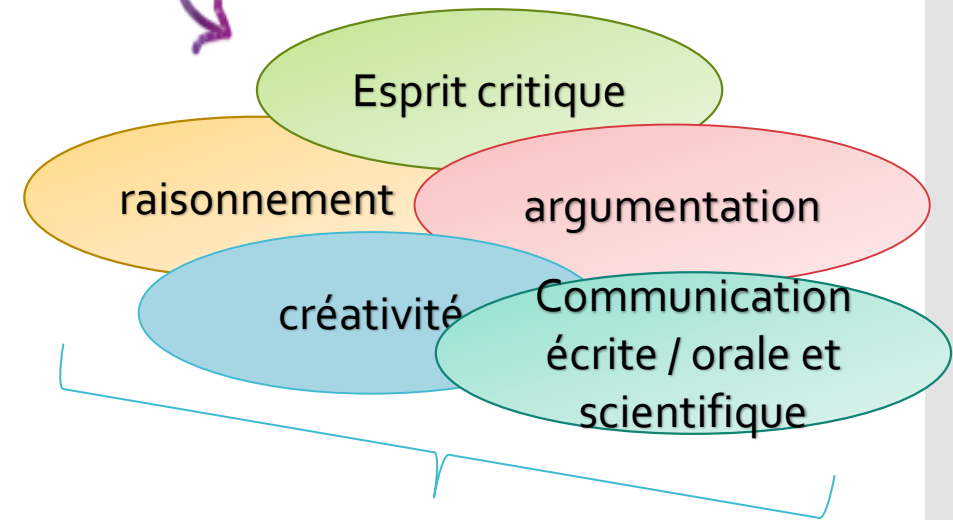 Esprit critique
raisonnement
argumentation
créativité
Communication
écrite / orale et
scientifique